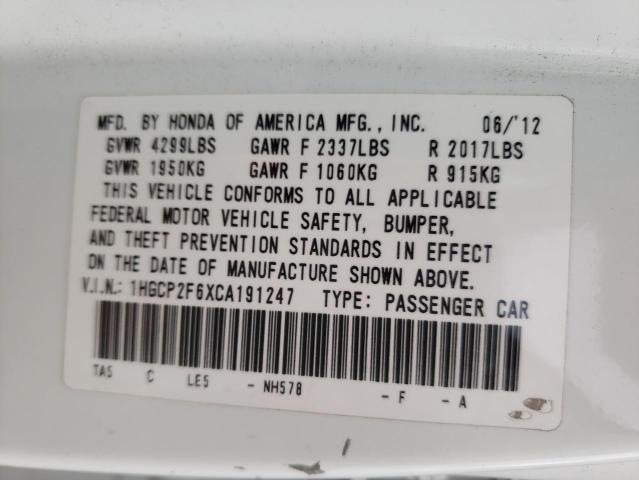 MFD. BY HONDA OF AMERICA MFG., INC. 06/'12
GVWR 4299LBS GAWR F 2337LBS R 2017LBS
GVWR 1950KG GAWR F 1060KG R 915KG
THIS VEHICLE CONFORMS TO ALL APPLICABLE
FEDERAL MOTOR VEHICLE SAFETY, BUMPER,
AND THEFT PREVENTION STANDARDS IN EFFECT
ON THE DATE OF MANUFACTURE SHOWN ABOVE.
V.I.N.: 1HGCP2F6XCA191247 TYPE: PASSENGER CAR
TA5 C LE5 - NH578 - F - A